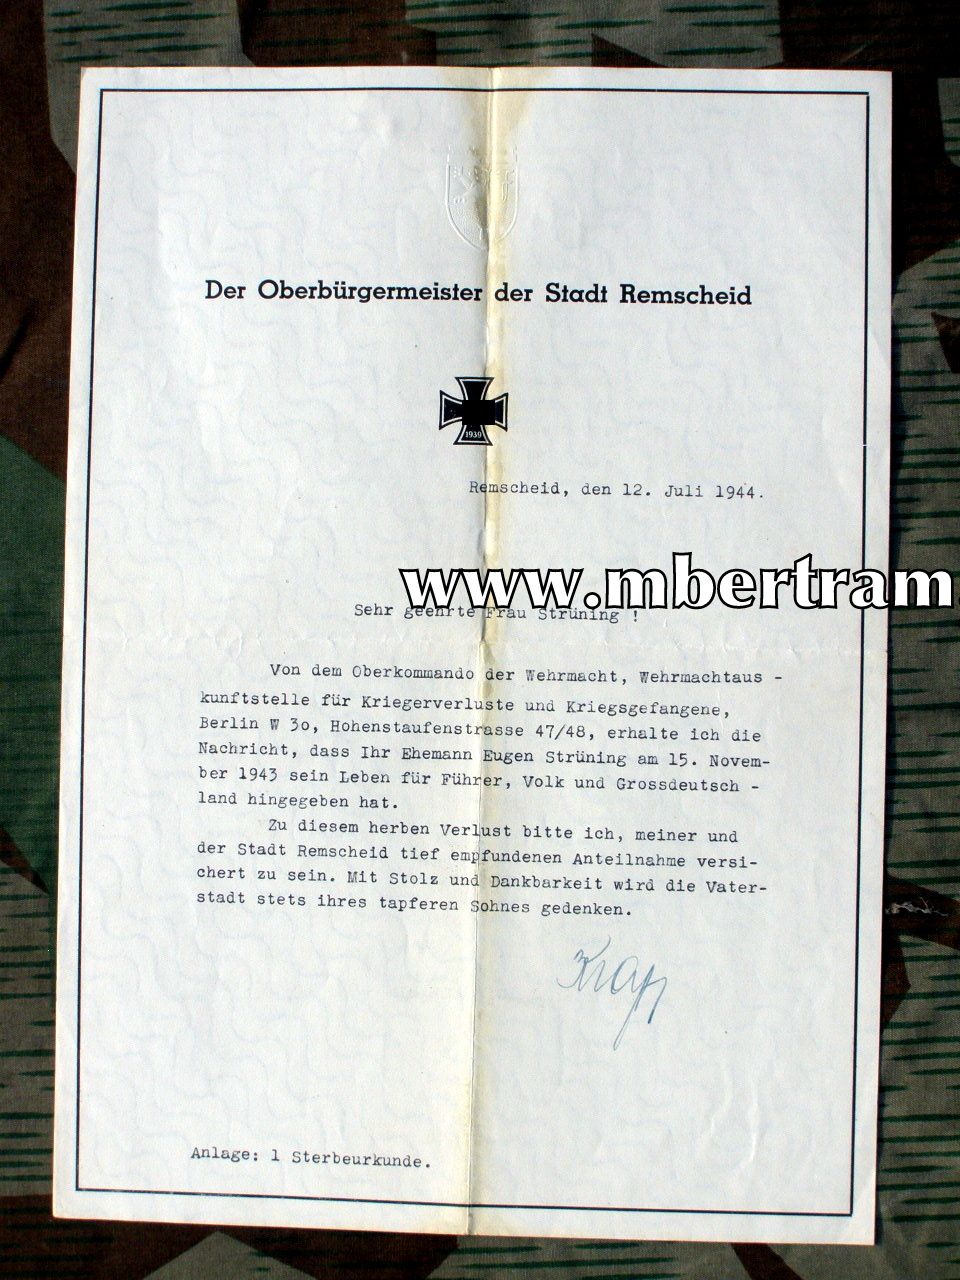 Der Oberbürgermeister der Stadt Remscheid
1939
Remscheid, den 12. Juli 1944.
www.mbertram.
Sehr geehrte Frau Strüning !
Von dem Oberkommando der Wehrmacht, Wehrmachtaus -
kunftstelle für Kriegerverluste und Kriegsgefangene,
Berlin W 30, Hohenstaufenstrasse 47/48, erhalte ich die
Nachricht, dass Ihr Ehemann Eugen Strüning am 15. Novem-
ber 1943 sein Leben für Führer, Volk und Grossdeutsch -
land hingegeben hat.
Zu diesem herben Verlust bitte ich, meiner und
der Stadt Remscheid tief empfundenen Anteilnahme versi-
chert zu sein. Mit Stolz und Dankbarkeit wird die Vater-
stadt stets ihres tapferen Sohnes gedenken.
Anlage: 1 Sterbeurkunde.